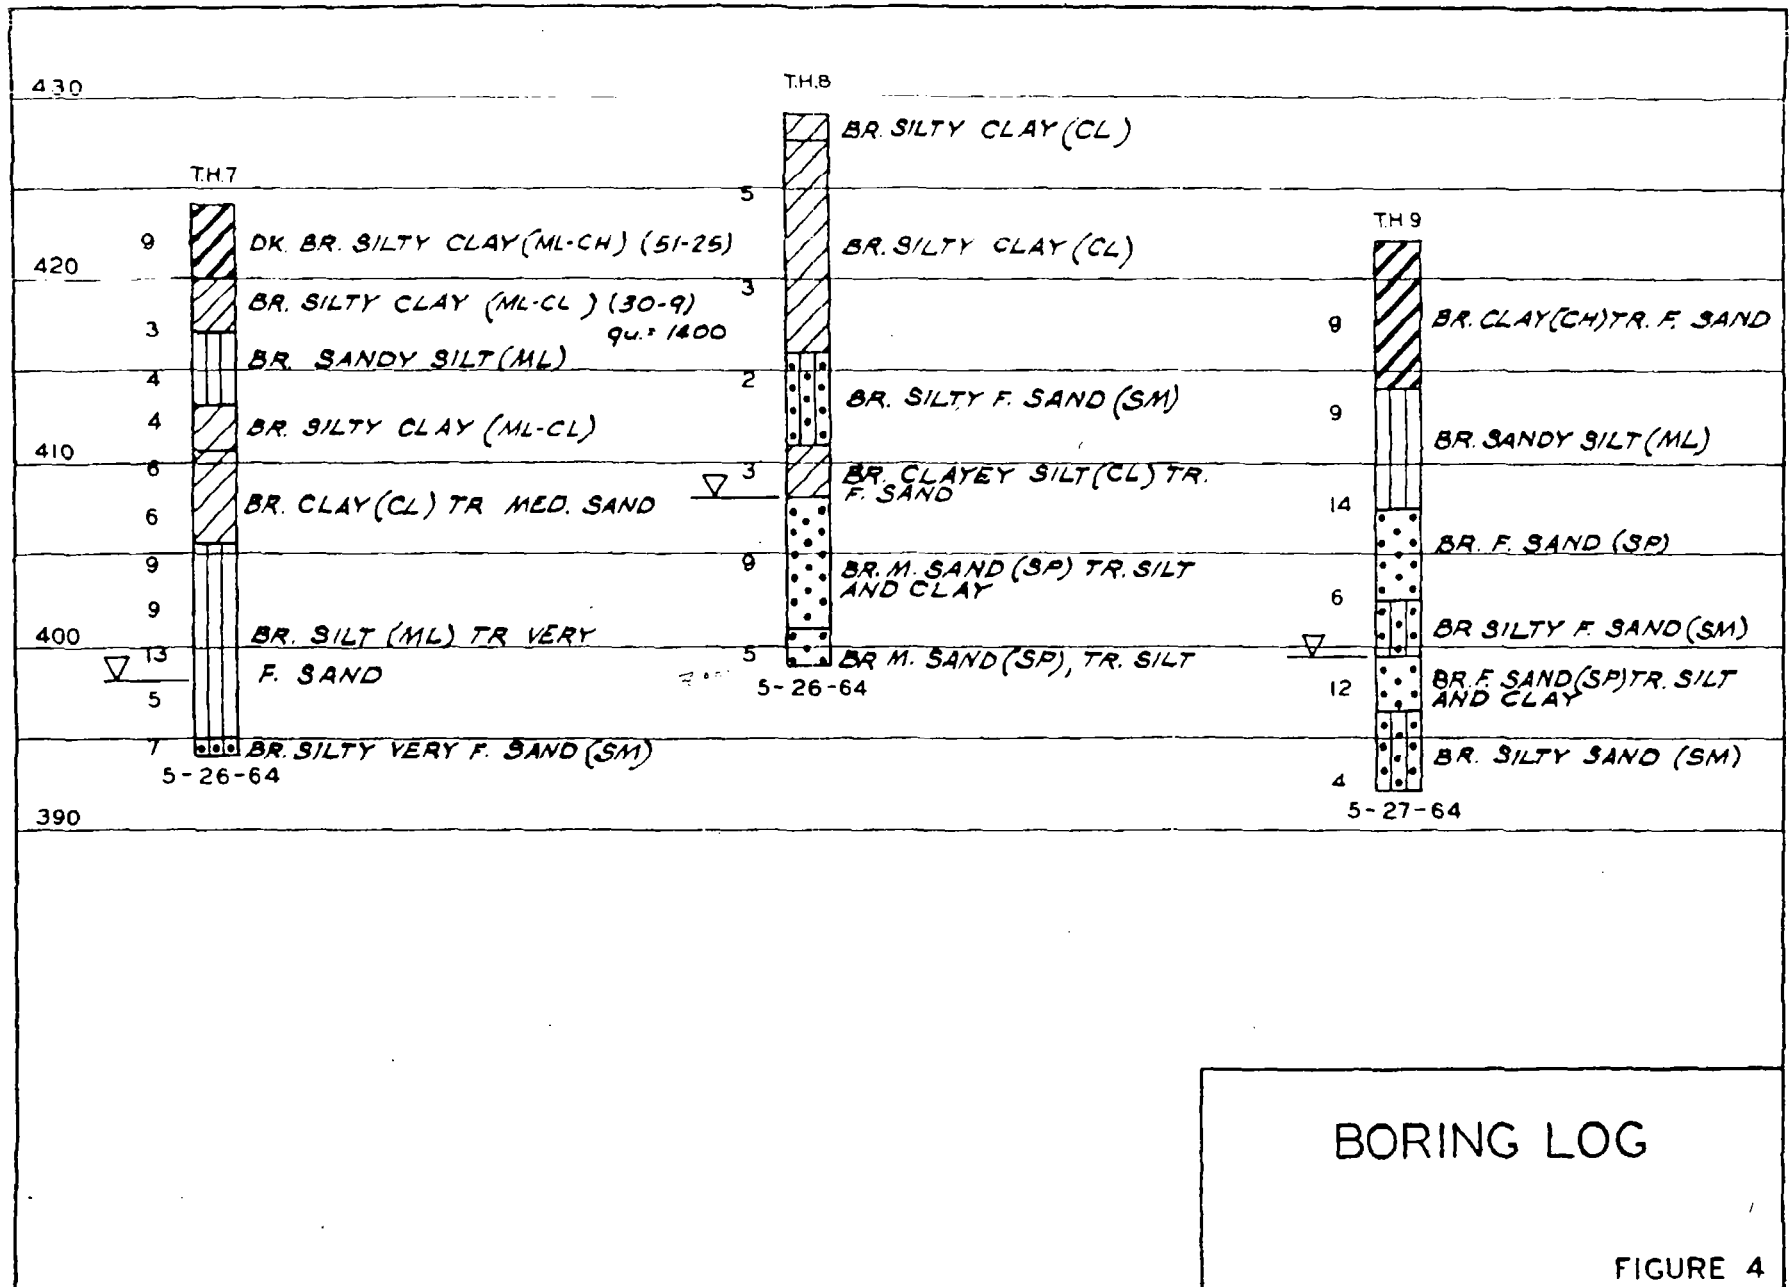 430
420
410
400
390
T.H.7
9
3
4
4
6
6
9
9
13
5
7
DK. BR. SILTY CLAY (ML-CH) (51-25)
BR. SILTY CLAY (ML-CL) (30-9)
qu.= 1400
BR. SANDY SILT (ML)
BR. SILTY CLAY (ML-CL)
BR. CLAY (CL) TR MED. SAND
BR. SILT (ML) TR VERY
F. SAND
BR. SILTY VERY F. SAND (SM)
5-26-64
T.H.8
5
3
2
3
9
5
BR. SILTY CLAY (CL)
BR. SILTY CLAY (CL)
BR. SILTY F. SAND (SM)
BR. CLAYEY SILT (CL) TR.
F. SAND
BR. M. SAND (SP) TR. SILT
AND CLAY
BR M. SAND (SP), TR. SILT
5-26-64
T.H 9
9
9
14
6
12
4
BR. CLAY (CH) TR. F. SAND
BR. SANDY SILT (ML)
BR. F. SAND (SP)
BR SILTY F. SAND (SM)
BR. F. SAND (SP) TR. SILT
AND CLAY
BR. SILTY SAND (SM)
5-27-64
BORING LOG
FIGURE 4